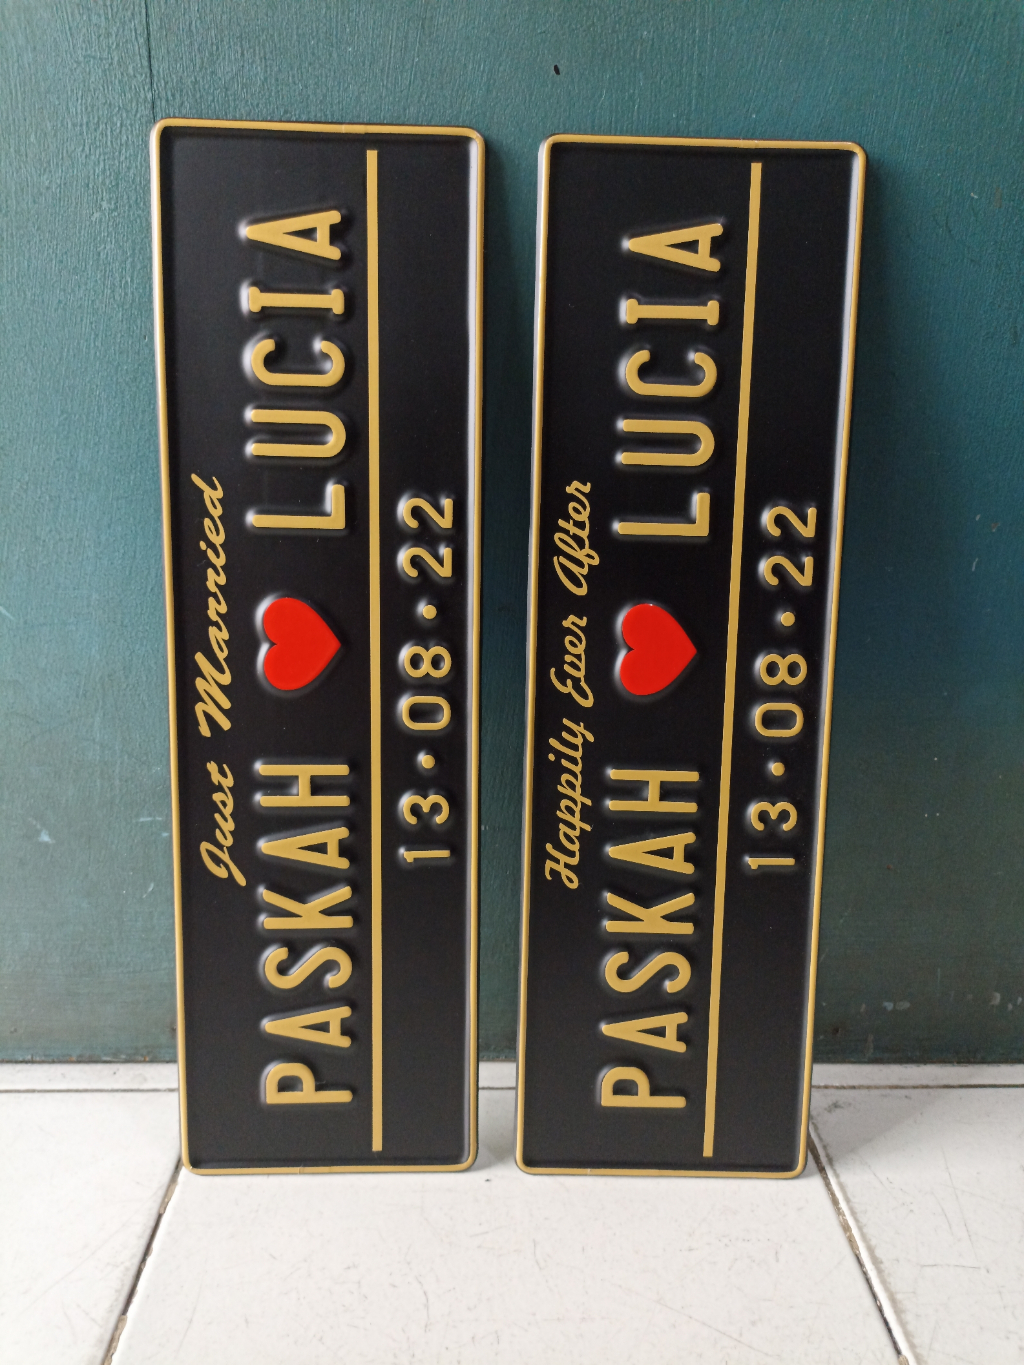 Just Married
PASKAH LUCIA
13•08•22
Happily Ever After
PASKAH LUCIA
13•08•22